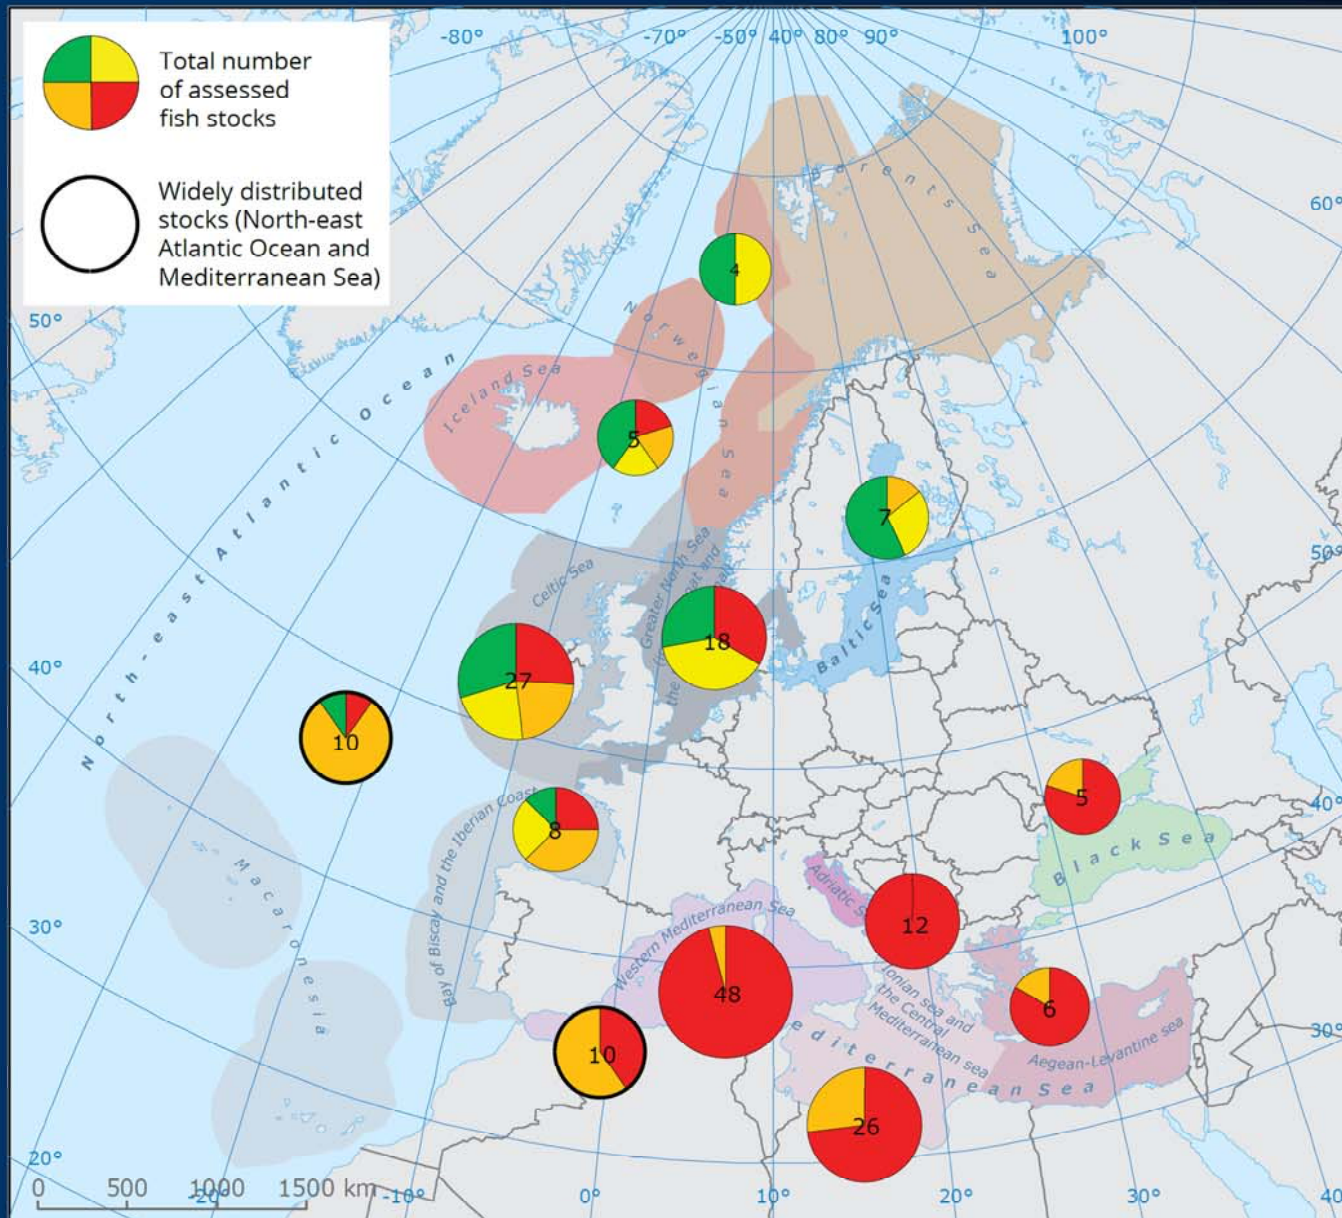 Total number
of assessed
fish stocks
Widely distributed
stocks (North-east
Atlantic Ocean and
Mediterranean Sea)
-80°
-70°
-50°
40°
80°
90°
100°
60°
50°
50°
40°
40°
30°
30°
20°
-20°
-10°
0°
10°
20°
30°
40
Barents Sea
Norwegian Sea
Iceland Sea
North-east Atlantic Ocean
Celtic Sea
Greater North Sea
the
Baltic Sea
Bay of Biscay and the Iberian Coast
Macaronesia
Western Mediterranean Sea
Adriatic S
Ionian sea and
the Central
Mediterranean sea
Aegean-Levantine sea
editerranean Sea
Black Sea
4
5
7
18
27
10
8
5
12
48
6
10
26
0 500 1000 1500 km